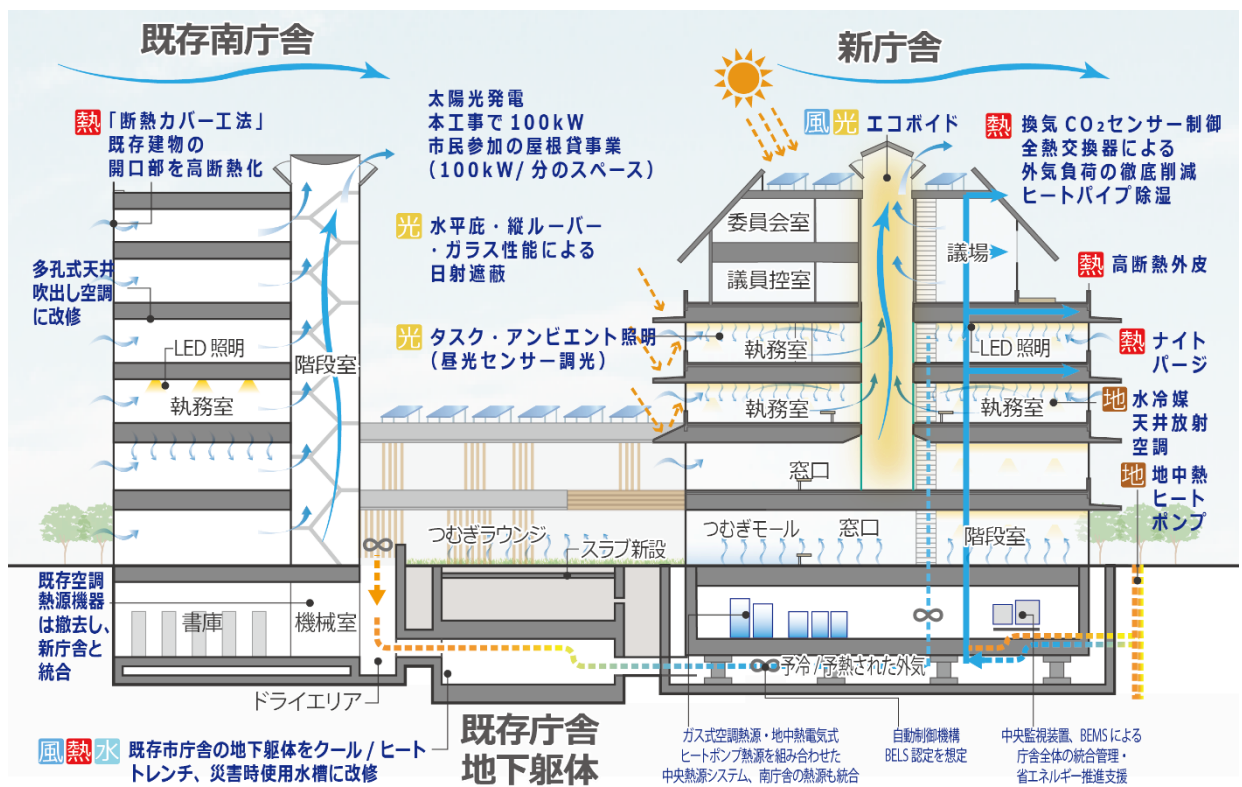 既存南庁舎
新庁舎
熱 「断熱カバー工法」
既存建物の
開口部を高断熱化
太陽光発電
本工事で100kW
市民参加の屋根貸事業
(100kW/分のスペース)
風 光 エコボイド
熱 換気CO₂センサー制御
全熱交換器による
外気負荷の徹底削減
ヒートパイプ除湿
光 水平庇・縦ルーバー
・ガラス性能による
日射遮蔽
委員会室
議員控室
議場
熱 高断熱外皮
多孔式天井
吹出し空調
に改修
光 タスク・アンビエント照明
(昼光センサー調光)
LED照明
階段室
執務室
執務室
LED照明
熱 ナイト
パージ
執務室
執務室
地 水冷媒
天井放射
空調
窓口
地 地中熱
ヒート
ポンプ
つむぎラウンジ
スラブ新設
つむぎモール
窓口
階段室
既存空調
熱源機器
は撤去し、
新庁舎と
統合
書庫
機械室
予冷/予熱された外気
ドライエリア
既存庁舎
地下躯体
風 熱 水 既存市庁舎の地下躯体をクール/ヒート
トレンチ、災害時使用水槽に改修
ガス式空調熱源・地中熱電気式
ヒートポンプ熱源を組み合わせた
中央熱源システム、南庁舎の熱源も統合
自動制御機構
BELS認定を想定
中央監視装置、BEMSによる
庁舎全体の統合管理・
省エネルギー推進支援